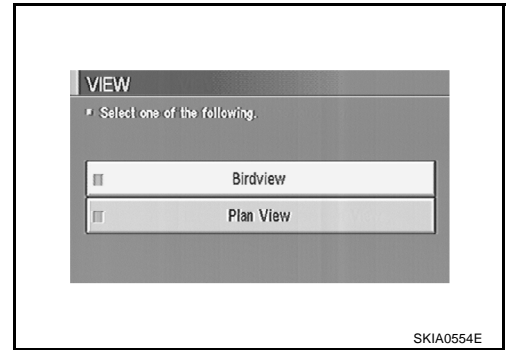 VIEW
Select one of the following.
Birdview
Plan View
SKIA0554E